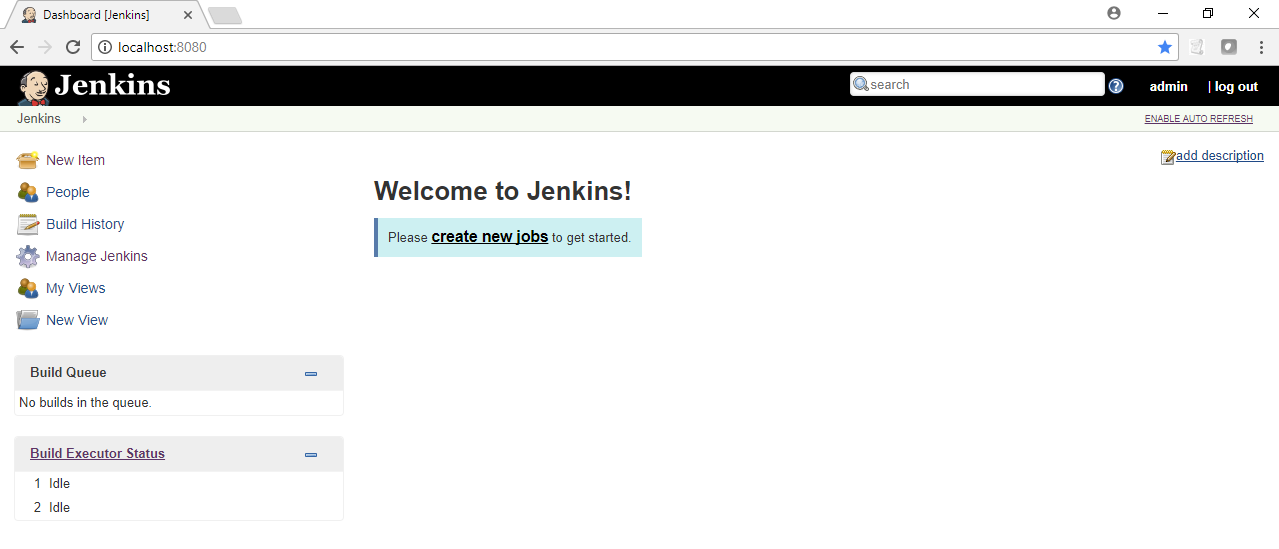 Dashboard [Jenkins]
localhost:8080
Jenkins
search
admin
| log out
Jenkins
ENABLE AUTO REFRESH
New Item
People
Build History
Manage Jenkins
My Views
New View
add description
Welcome to Jenkins!
Please create new jobs to get started.
Build Queue
No builds in the queue.
Build Executor Status
1 Idle
2 Idle